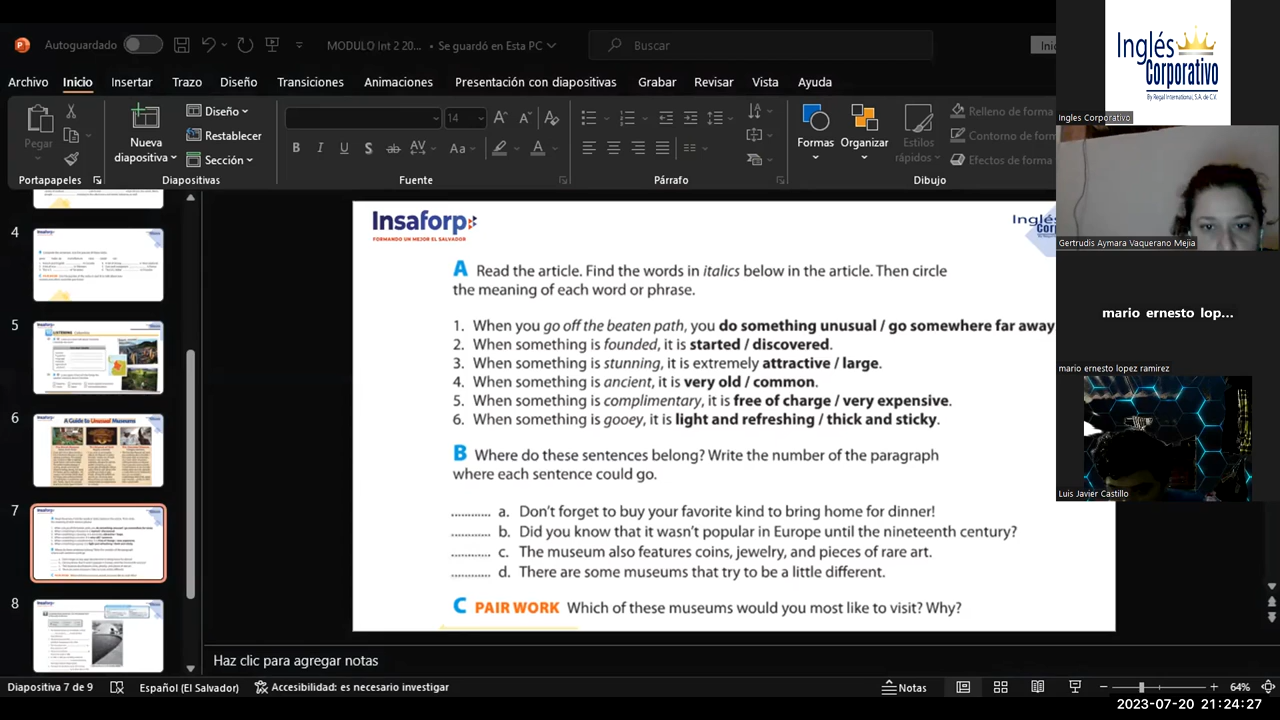 Autoguardado
MODULO Int 2 20... • Se guardó en Esta PC
Buscar
Archivo Inicio Insertar Trazo Diseño Transiciones Animaciones Presentación con diapositivas Grabar Revisar Vista Ayuda
Pegar
Nueva diapositiva
Diseño
Restablecer
Sección
14
Formas
Organizar
Estilos rápidos
Relleno de forma
Contorno de forma
Efectos de forma
Portapapeles
Diapositivas
Fuente
Párrafo
Dibujo
4
5
6
A Guide to Unusual Museums
7
8
Insaforp
FORMANDO UN MEJOR EL SALVADOR
A Read the article. Find the words in italics below in the article. Then circle
the meaning of each word or phrase.
1. When you go off the beaten path, you do something unusual / go somewhere far away
2. When something is founded, it is started / discovered.
3. When something is stunning, it is extremely attractive / large.
4. When something is ancient, it is very old / common.
5. When something is complimentary, it is free of charge / very expensive.
6. When something is gooey, it is light and refreshing / thick and sticky.
B Where do these sentences belong? Write the number of the paragraph
where each sentence could go.
............ a. Don't forget to buy your favorite kind to bring home for dinner!
............ b. Did you know that it wasn't popular in Asia until the nineteenth century?
............ c. The museum also features coins, jewelry, and pieces of rare art.
............ d. There are some museums that try to be a little different.
C PAIR WORK Which of these museums would you most like to visit? Why?
Inglés
Corporativo
By Regal International, S.A. de C.V.
Ingles Corporativo
Gertrudis Aymara Vaquerano Mejia
mario ernesto lop...
mario ernesto lopez ramirez
Luis Javier Castillo
Diapositiva 7 de 9
Español (El Salvador)
Accesibilidad: es necesario investigar
Notas
64%
2023-07-20 21:24:27